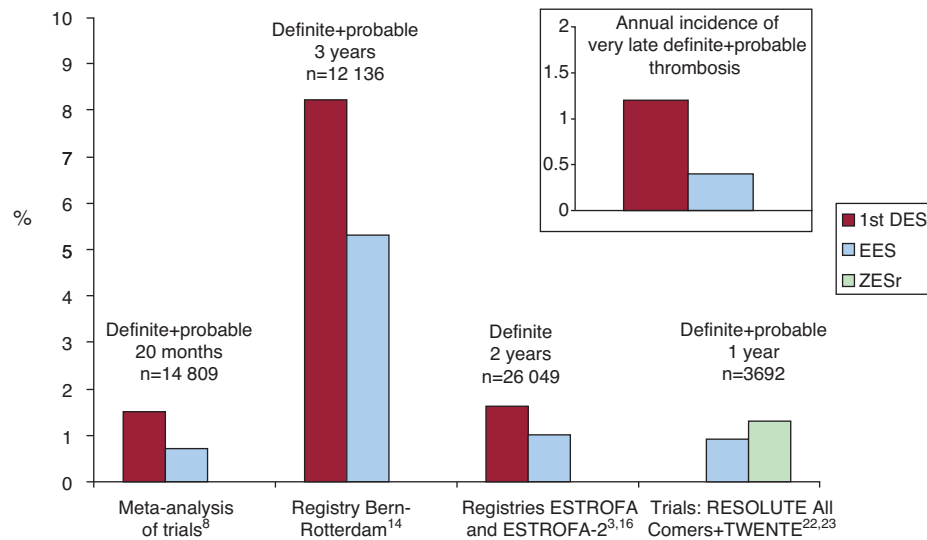 10
9
8
7
6
5
4
3
2
1
0
%
Definite+probable
20 months
n=14 809
Definite+probable
3 years
n=12 136
Definite
2 years
n=26 049
Definite+probable
1 year
n=3692
Annual incidence of
very late definite+probable
thrombosis
2
1.5
1
0.5
0
1st DES
EES
ZESr
Meta-analysis
of trials8
Registry Bern-
Rotterdam14
Registries ESTROFA
and ESTROFA-23,16
Trials: RESOLUTE All
Comers+TWENTE22,23